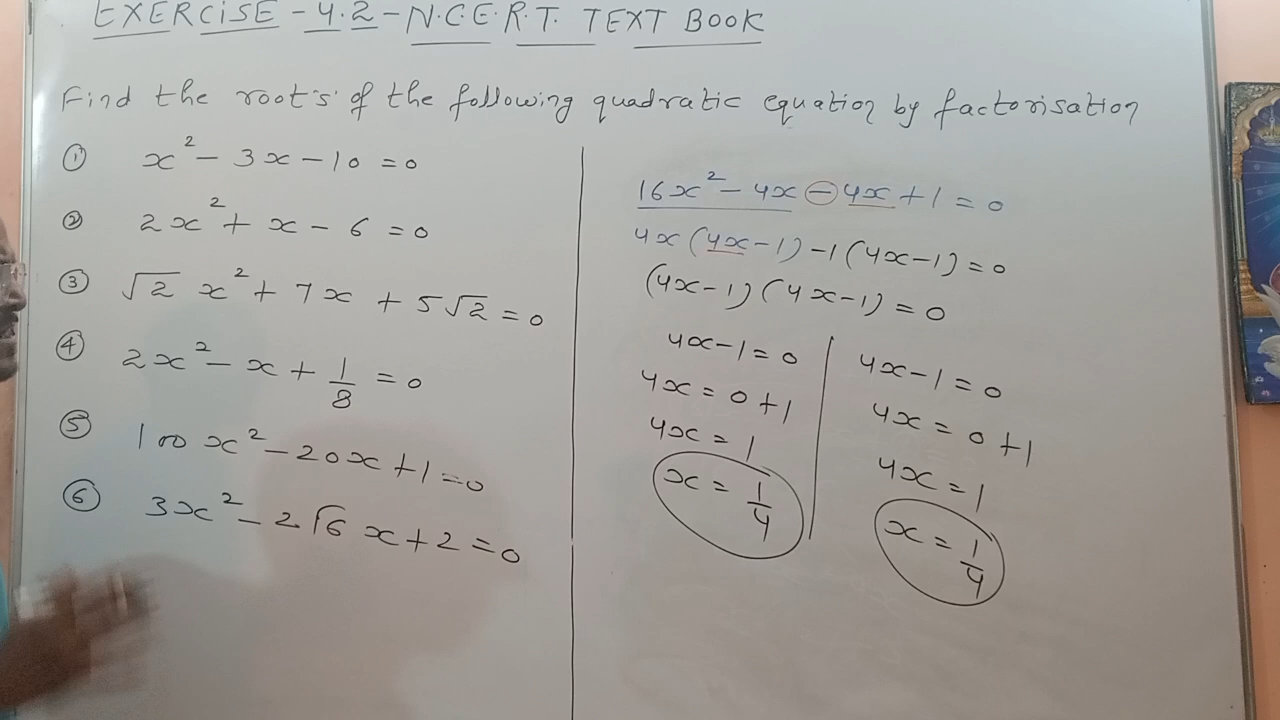 EXERCISE - 4.2 - N.C.E.R.T. TEXT BOOK
Find the root's' of the following quadratic equation by factorisation
① x² - 3x - 10 = 0
② 2x² + x - 6 = 0
③ √2 x² + 7x + 5√2 = 0
④ 2x² - x + 1/8 = 0
⑤ 100x² - 20x + 1 = 0
⑥ 3x² - 2√6 x + 2 = 0
16x² - 4x - 4x + 1 = 0
4x (4x - 1) - 1 (4x - 1) = 0
(4x - 1) (4x - 1) = 0
4x - 1 = 0
4x = 0 + 1
4x = 1
x = 1/4
4x - 1 = 0
4x = 0 + 1
4x = 1
x = 1/4